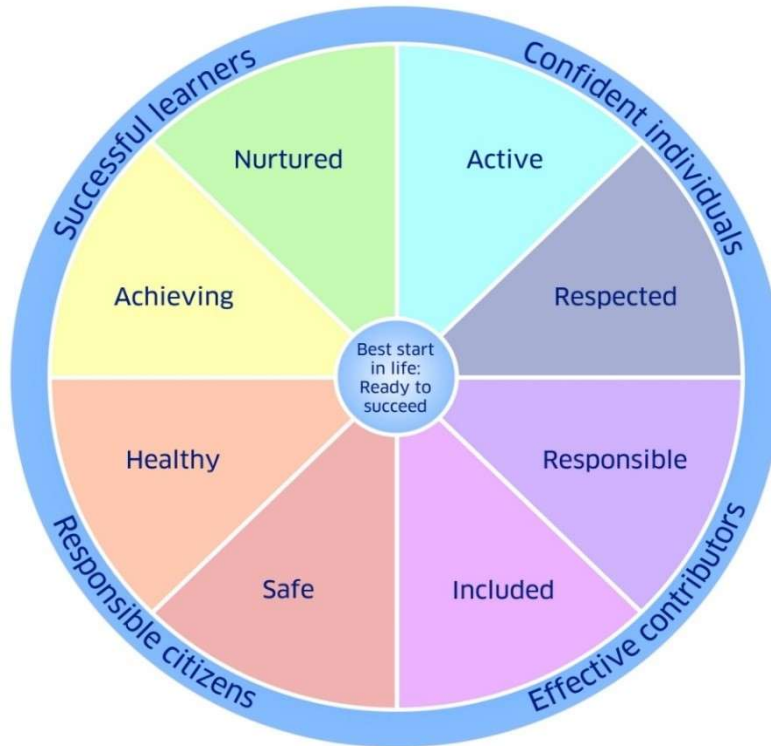 Successful learners
Confident individuals
Nurtured
Active
Achieving
Respected
Best start
in life:
Ready to
succeed
Healthy
Responsible
Safe
Included
Responsible citizens
Effective contributors